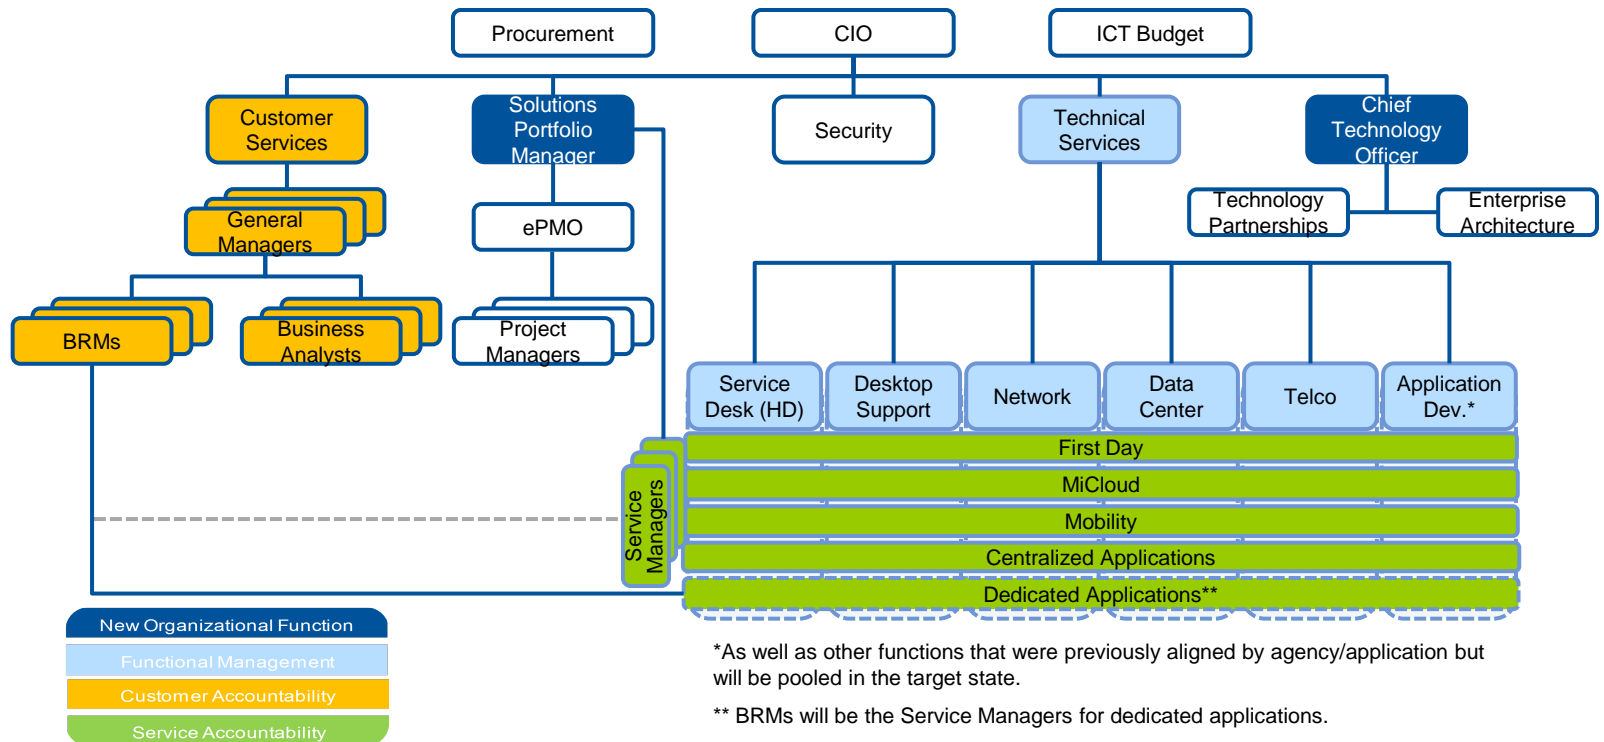 Procurement
CIO
ICT Budget
Customer
Services
Solutions
Portfolio
Manager
Security
Technical
Services
Chief
Technology
Officer
General
Managers
ePMO
Technology
Partnerships
Enterprise
Architecture
BRMs
Business
Analysts
Project
Managers
Service
Desk (HD)
Desktop
Support
Network
Data
Center
Telco
Application
Dev.*
Service
Managers
First Day
MiCloud
Mobility
Centralized Applications
Dedicated Applications**
New Organizational Function
Functional Management
Customer Accountability
Service Accountability
*As well as other functions that were previously aligned by agency/application but
will be pooled in the target state.
** BRMs will be the Service Managers for dedicated applications.